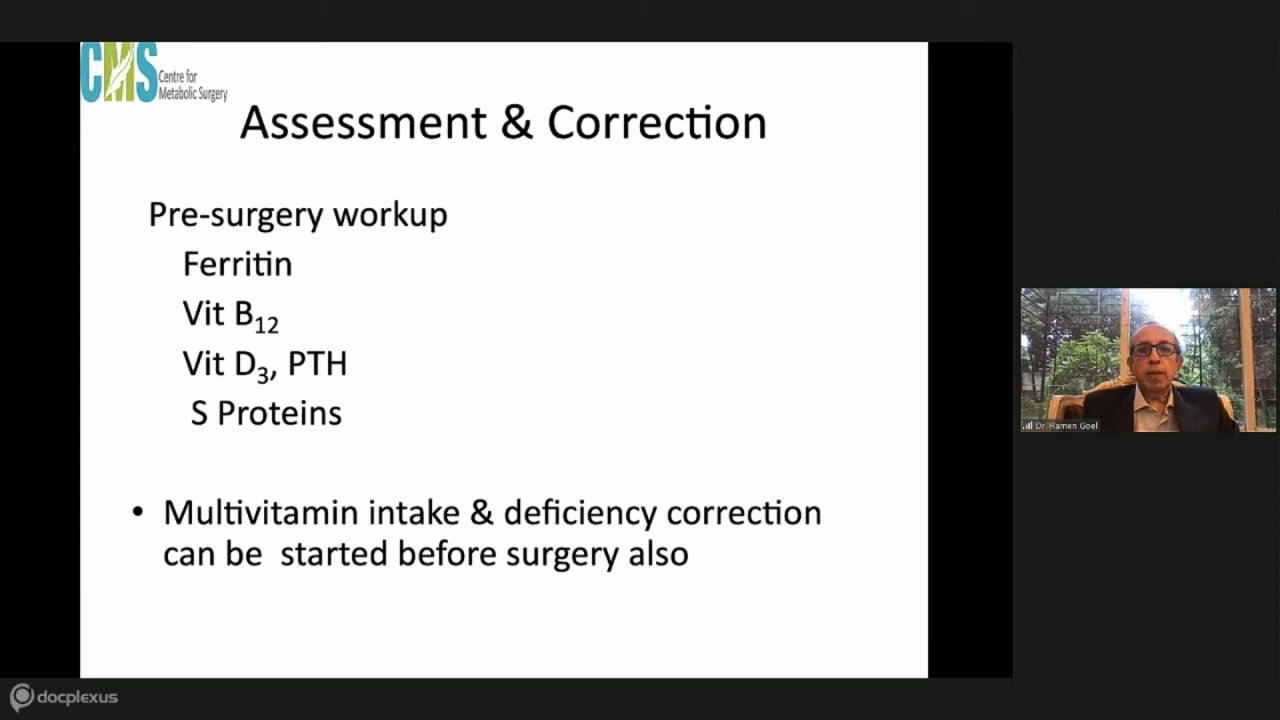 CMS
Centre for
Metabolic Surgery
Assessment & Correction
Pre-surgery workup
Ferritin
Vit B12
Vit D3, PTH
S Proteins
• Multivitamin intake & deficiency correction
can be started before surgery also
Dr. Ramen Goel
docplexus